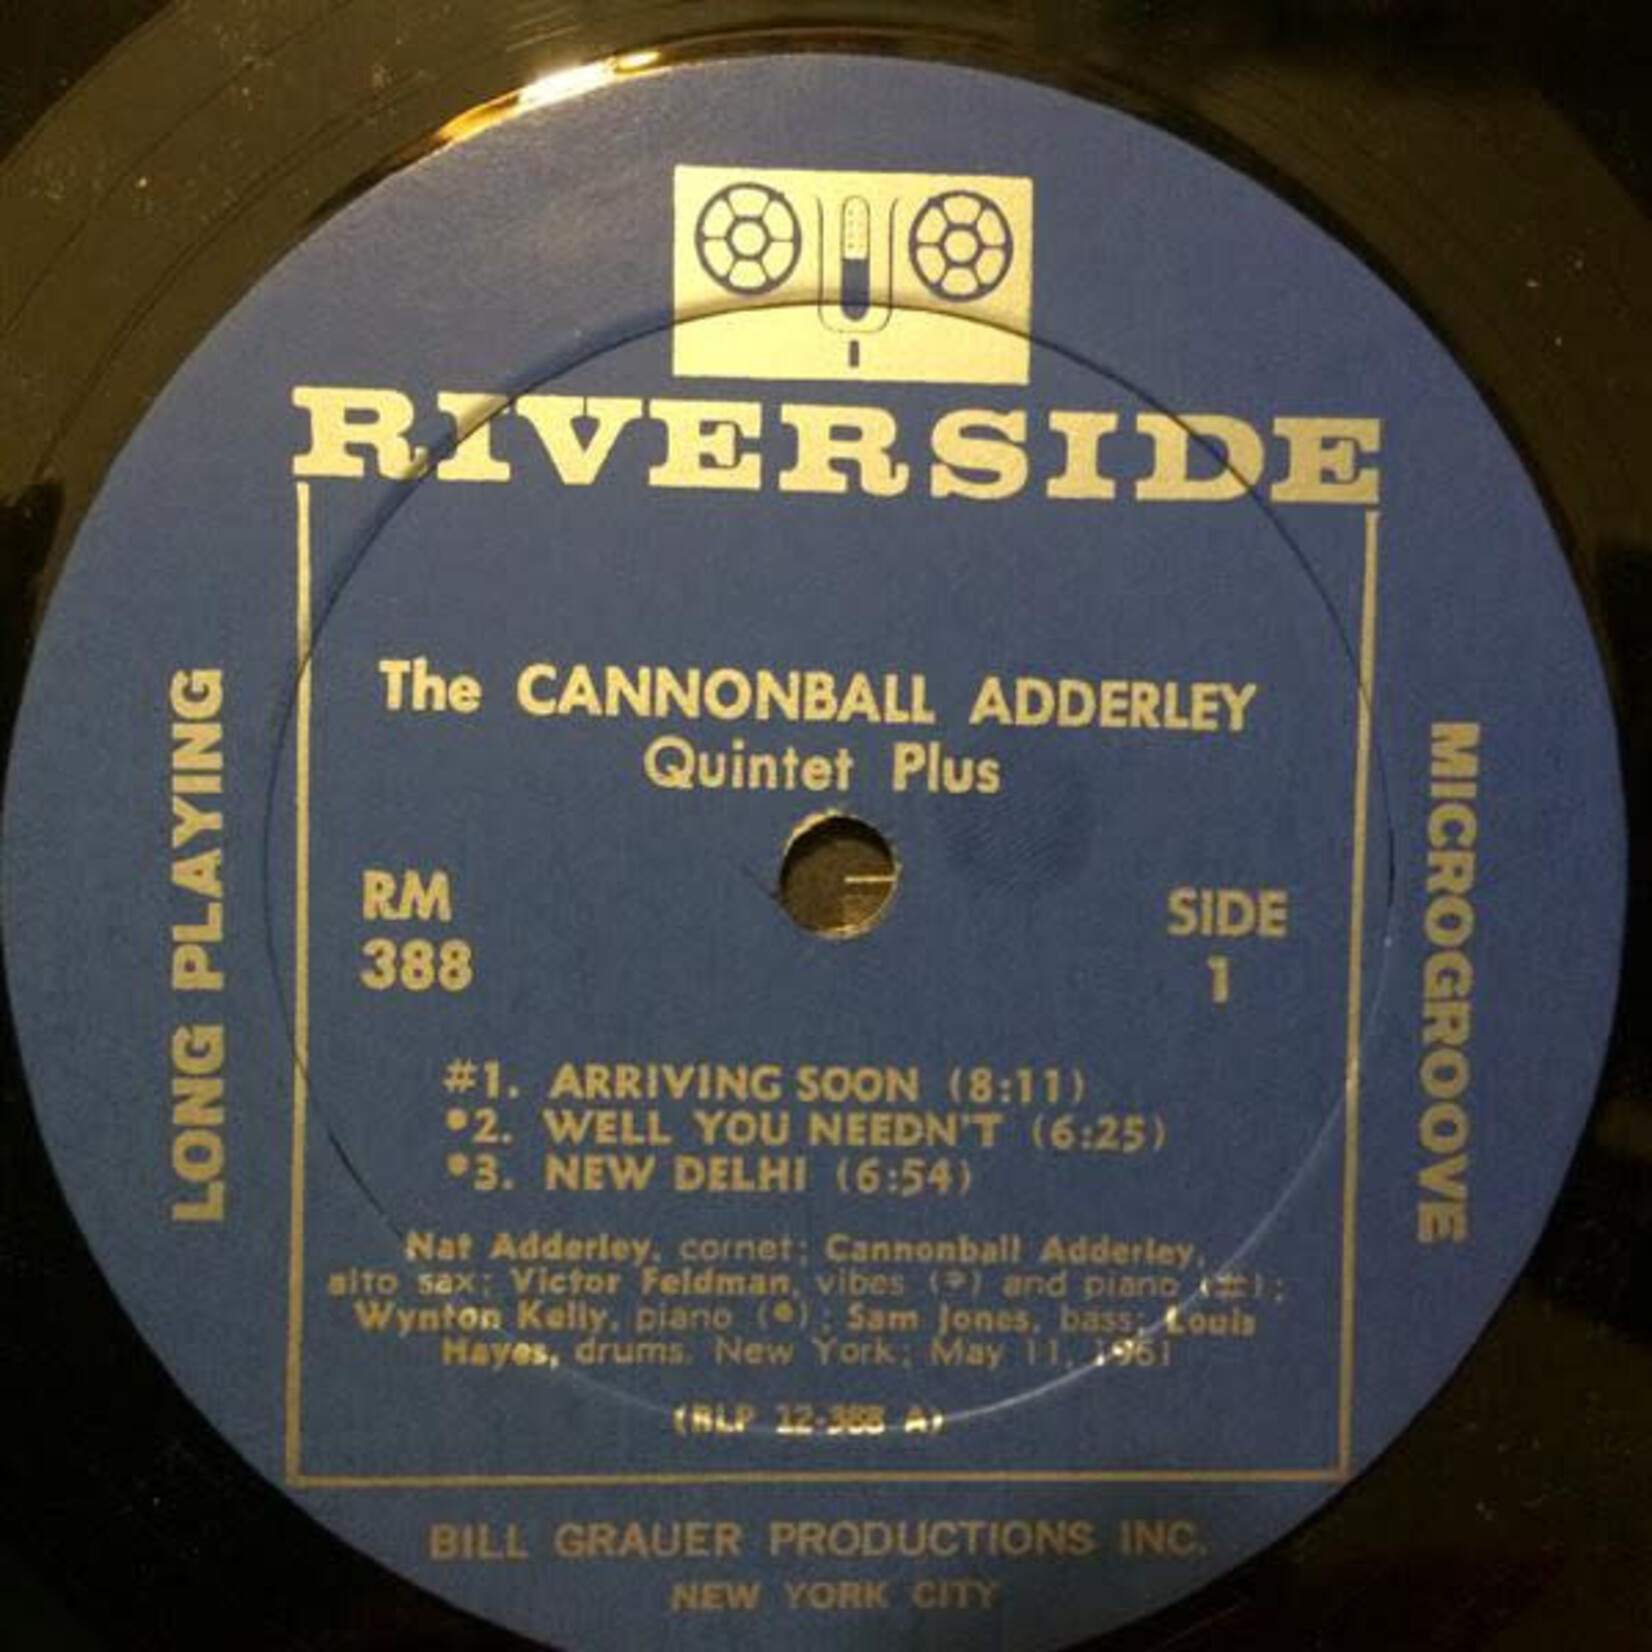 RIVERSIDE
The CANNONBALL ADDERLEY
Quintet Plus
LONG PLAYING
MICROGROOVE
RM
388
SIDE
1
#1. ARRIVING SOON (8:11)
•2. WELL YOU NEEDN'T (6:25)
•3. NEW DELHI (6:54)
Nat Adderley, cornet; Cannonball Adderley,
alto sax; Victor Feldman, vibes (•) and piano (#);
Wynton Kelly, piano (•); Sam Jones, bass; Louis
Hayes, drums. New York; May 11, 1961
(RLP 12-388 A)
BILL GRAUER PRODUCTIONS INC.
NEW YORK CITY